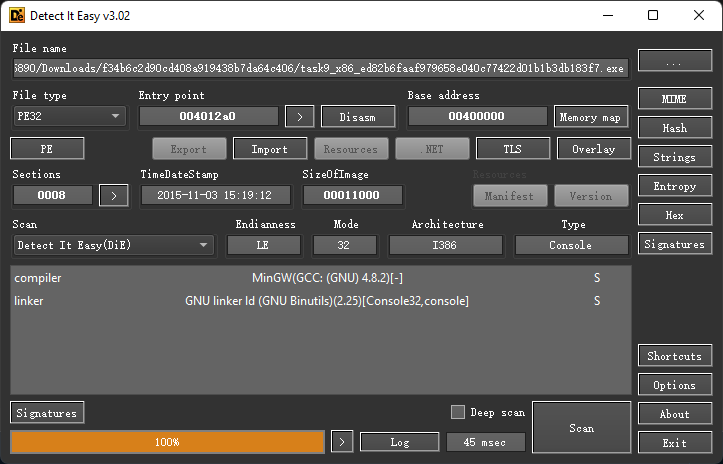 Detect It Easy v3.02
File name
5890/Downloads/f34b6c2d90cd408a919438b7da64c406/task9_x86_ed82b6faaf979658e040c77422d01b1b3db183f7.exe
...
File type Entry point Base address
PE32 004012a0 > Disasm 00400000 Memory map MIME
PE Export Import Resources .NET TLS Overlay Hash
Sections TimeDateStamp SizeOfImage Resources Strings
0008 > 2015-11-03 15:19:12 00011000 Manifest Version Entropy
Scan Endianness Mode Architecture Type Hex
Detect It Easy(DiE) LE 32 I386 Console Signatures
compiler MinGW(GCC: (GNU) 4.8.2)[-] S
linker GNU linker ld (GNU Binutils)(2.25)[Console32,console] S
Shortcuts
Options
Signatures Deep scan Scan About
100% > Log 45 msec Exit